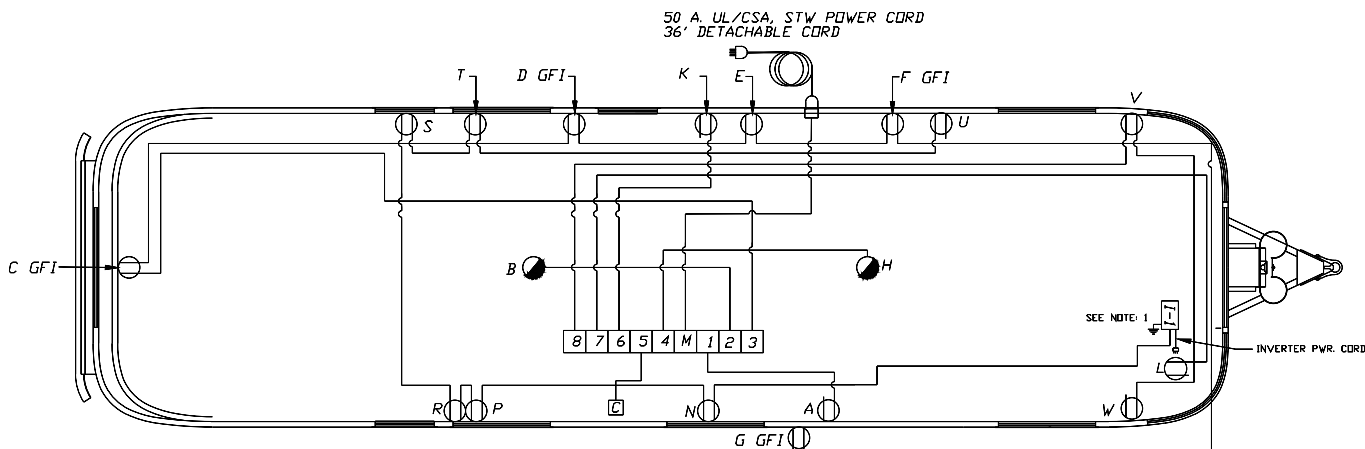 50 A. UL/CSA, STW POWER CORD
36' DETACHABLE CORD
T
D GFI
K
E
F GFI
V
S
U
C GFI
B
H
SEE NOTE: 1
I-I
INVERTER PWR. CORD
8 7 6 5 4 M 1 2 3
L
R
P
C
N
A
W
G GFI